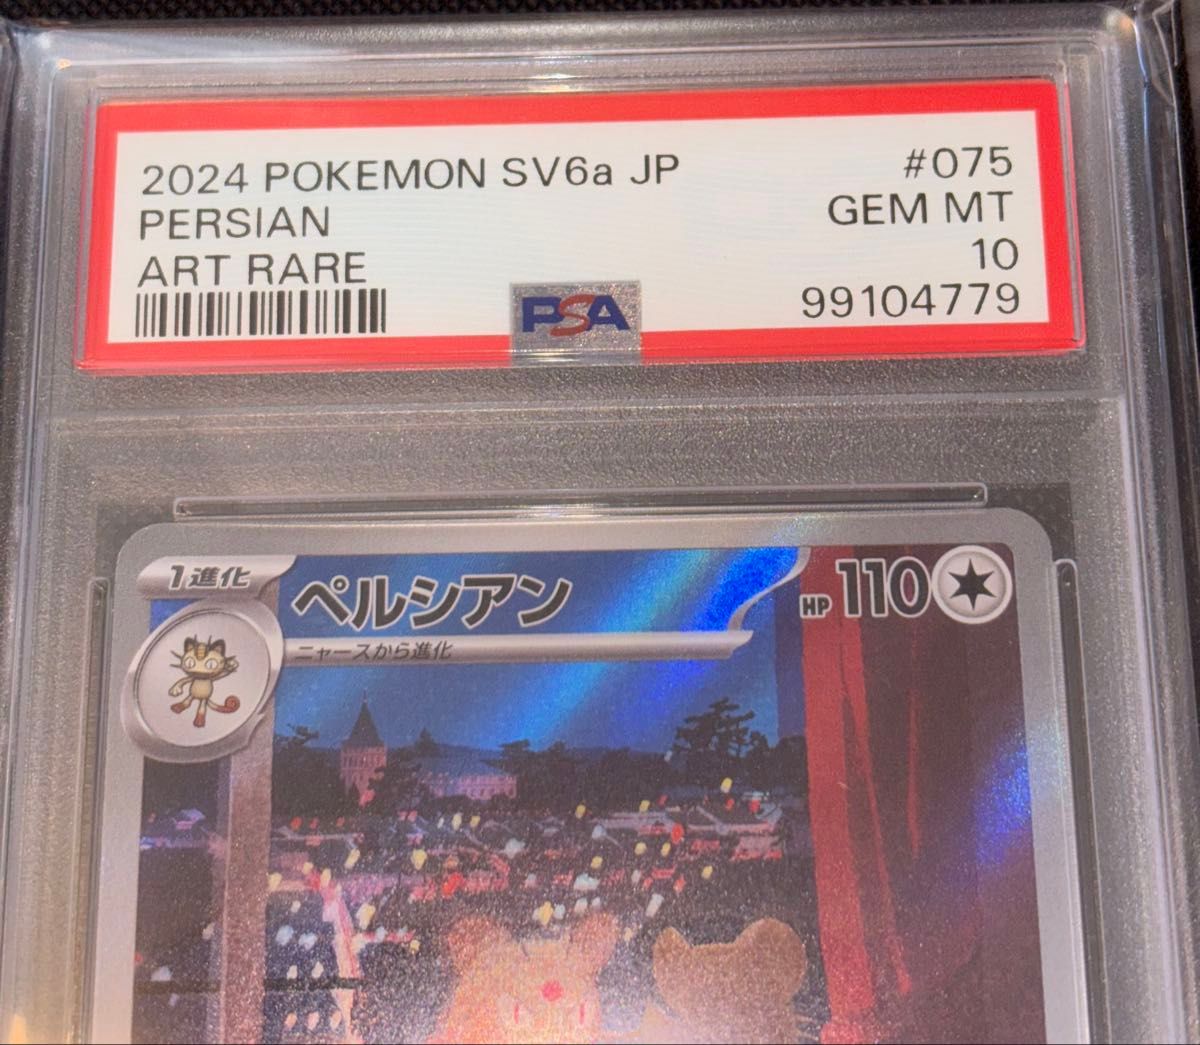 2024 POKEMON SV6a JP #075
PERSIAN GEM MT
ART RARE 10
PSA 99104779
1進化 ペルシアン HP 110
ニャースから進化